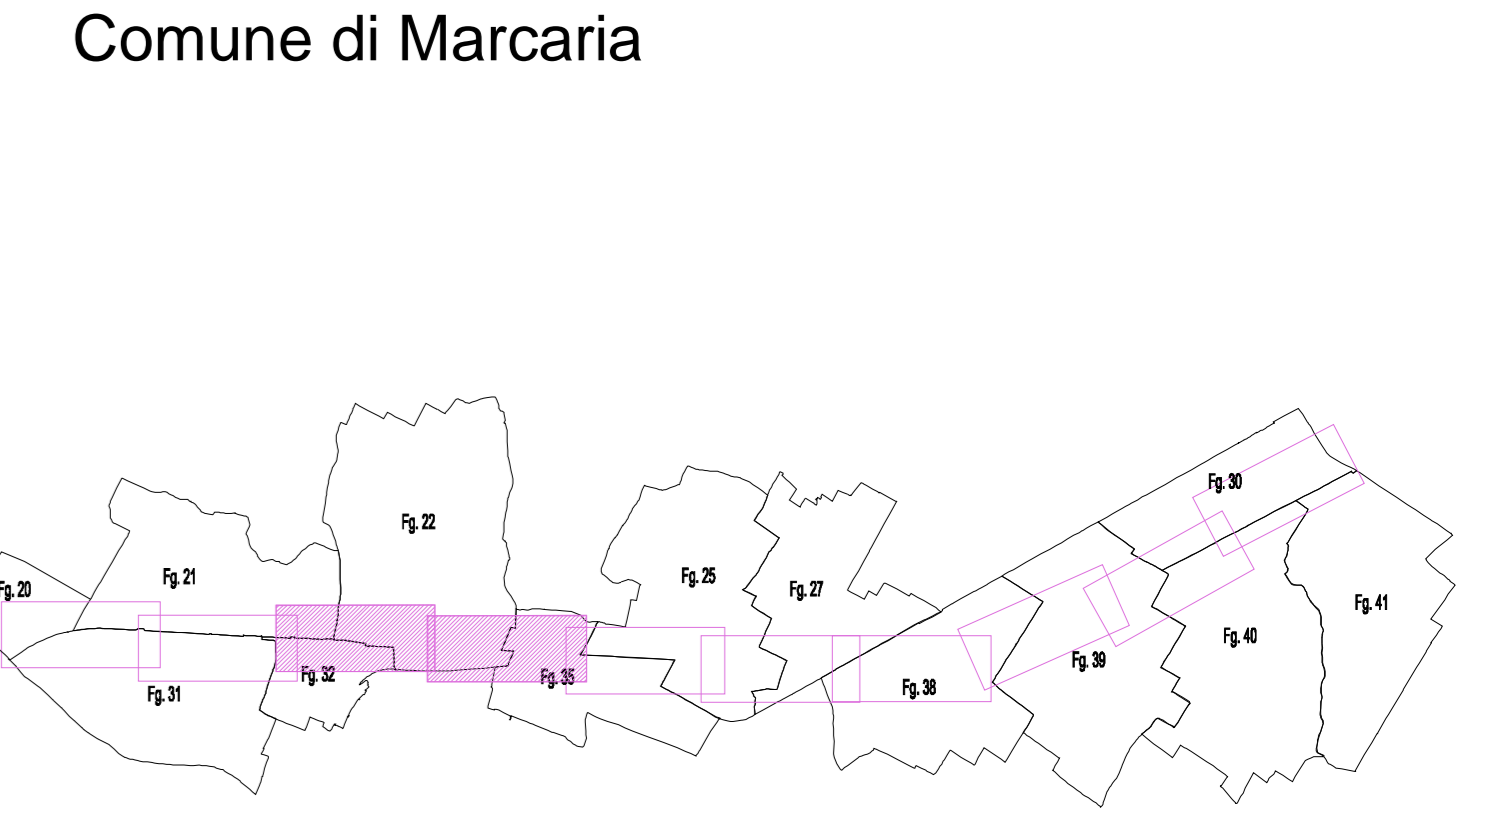 Comune di Marcaria
Fg. 30
Fg. 22
Fg. 21
Fg. 25
Fg. 20
Fg. 27
Fg. 41
Fg. 40
Fg. 39
Fg. 32
Fg. 35
Fg. 31
Fg. 38